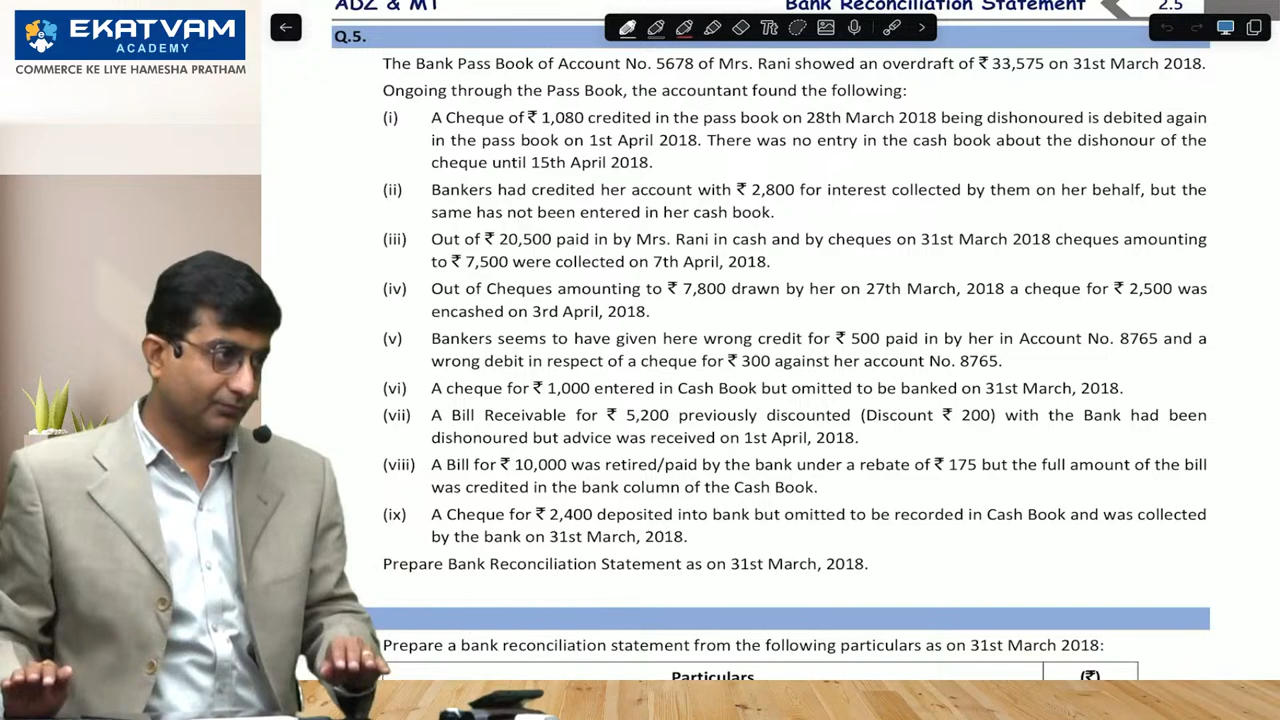 EKATVAM
ACADEMY
COMMERCE KE LIYE HAMESHA PRATHAM
ADZ & MT
Bank Reconciliation Statement
2.5
Q.5.
The Bank Pass Book of Account No. 5678 of Mrs. Rani showed an overdraft of ₹ 33,575 on 31st March 2018.
Ongoing through the Pass Book, the accountant found the following:
(i) A Cheque of ₹ 1,080 credited in the pass book on 28th March 2018 being dishonoured is debited again
in the pass book on 1st April 2018. There was no entry in the cash book about the dishonour of the
cheque until 15th April 2018.
(ii) Bankers had credited her account with ₹ 2,800 for interest collected by them on her behalf, but the
same has not been entered in her cash book.
(iii) Out of ₹ 20,500 paid in by Mrs. Rani in cash and by cheques on 31st March 2018 cheques amounting
to ₹ 7,500 were collected on 7th April, 2018.
(iv) Out of Cheques amounting to ₹ 7,800 drawn by her on 27th March, 2018 a cheque for ₹ 2,500 was
encashed on 3rd April, 2018.
(v) Bankers seems to have given here wrong credit for ₹ 500 paid in by her in Account No. 8765 and a
wrong debit in respect of a cheque for ₹ 300 against her account No. 8765.
(vi) A cheque for ₹ 1,000 entered in Cash Book but omitted to be banked on 31st March, 2018.
(vii) A Bill Receivable for ₹ 5,200 previously discounted (Discount ₹ 200) with the Bank had been
dishonoured but advice was received on 1st April, 2018.
(viii) A Bill for ₹ 10,000 was retired/paid by the bank under a rebate of ₹ 175 but the full amount of the bill
was credited in the bank column of the Cash Book.
(ix) A Cheque for ₹ 2,400 deposited into bank but omitted to be recorded in Cash Book and was collected
by the bank on 31st March, 2018.
Prepare Bank Reconciliation Statement as on 31st March, 2018.
Prepare a bank reconciliation statement from the following particulars as on 31st March 2018:
Particulars
(₹)